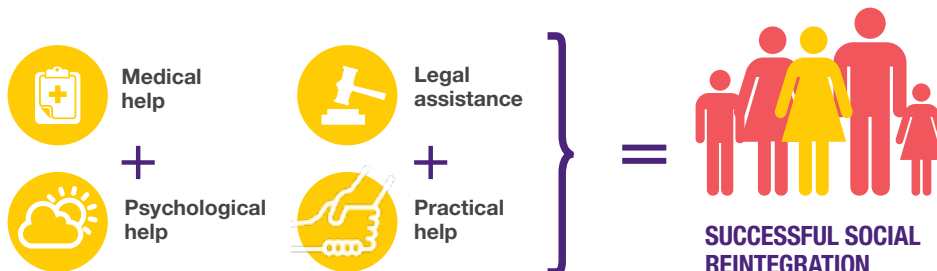 Medical
help
Legal
assistance
+
+
=
Psychological
help
Practical
help
SUCCESSFUL SOCIAL
REINTEGRATION